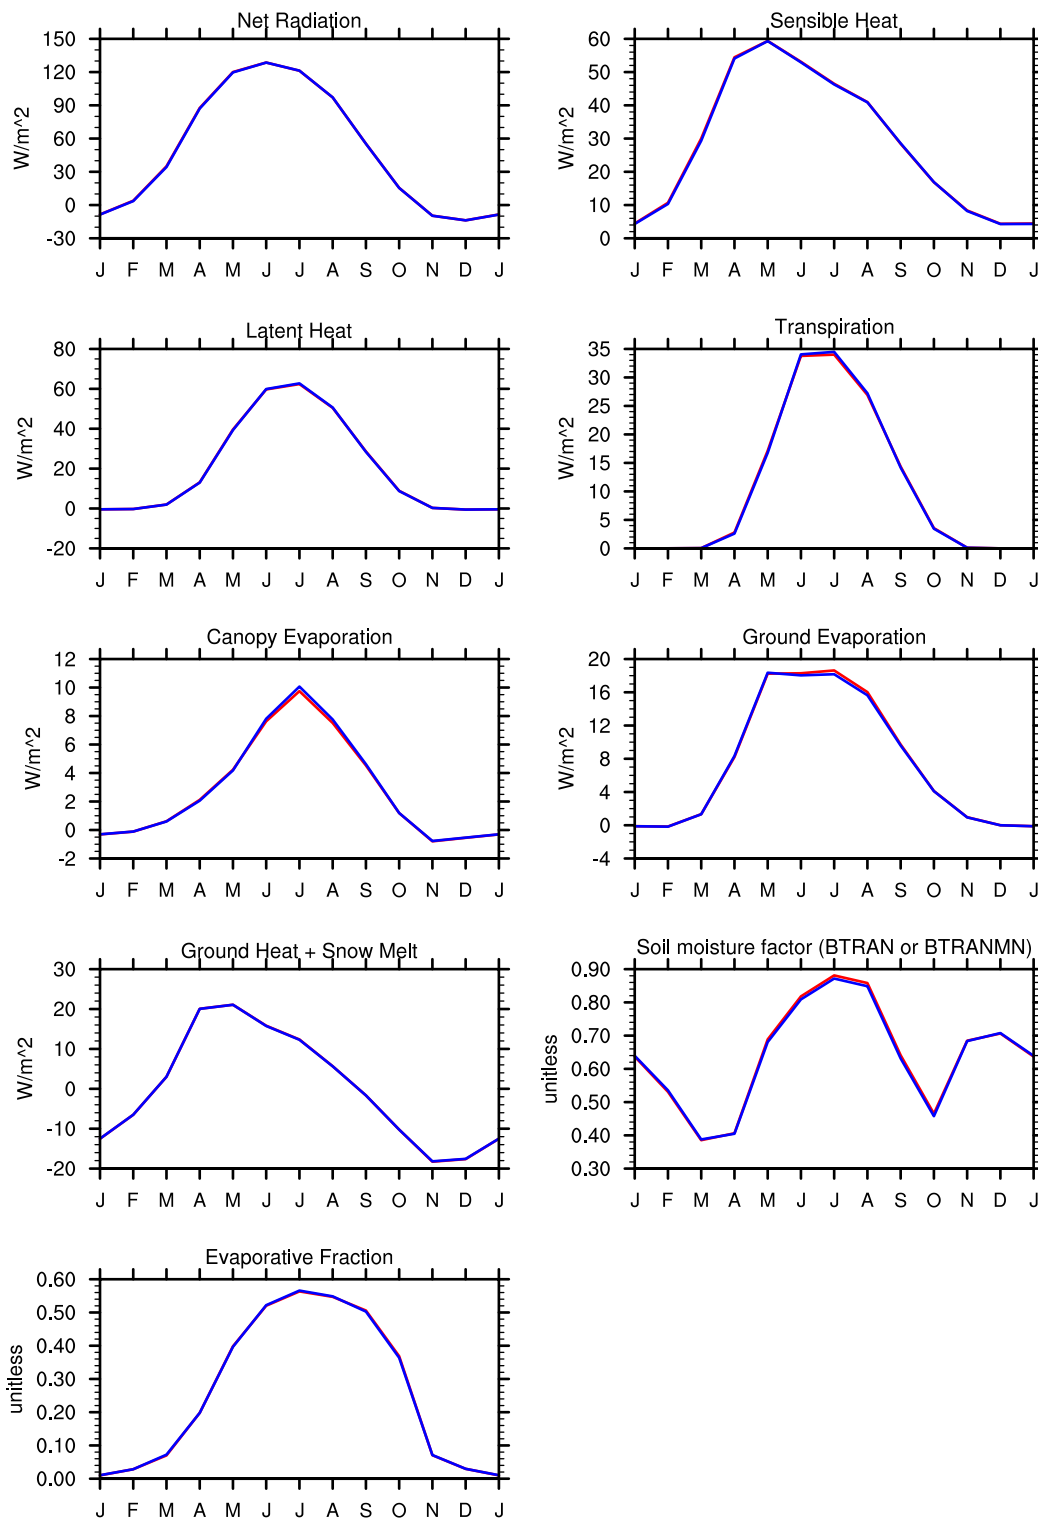 Net Radiation
W/m^2
150
120
90
60
30
0
-30
J F M A M J J A S O N D J
Sensible Heat
W/m^2
60
50
40
30
20
10
0
J F M A M J J A S O N D J
Latent Heat
W/m^2
80
60
40
20
0
-20
J F M A M J J A S O N D J
Transpiration
W/m^2
35
30
25
20
15
10
5
0
J F M A M J J A S O N D J
Canopy Evaporation
W/m^2
12
10
8
6
4
2
0
-2
J F M A M J J A S O N D J
Ground Evaporation
W/m^2
20
16
12
8
4
0
-4
J F M A M J J A S O N D J
Ground Heat + Snow Melt
W/m^2
30
20
10
0
-10
-20
J F M A M J J A S O N D J
Soil moisture factor (BTRAN or BTRANMN)
unitless
0.90
0.80
0.70
0.60
0.50
0.40
0.30
J F M A M J J A S O N D J
Evaporative Fraction
unitless
0.60
0.50
0.40
0.30
0.20
0.10
0.00
J F M A M J J A S O N D J